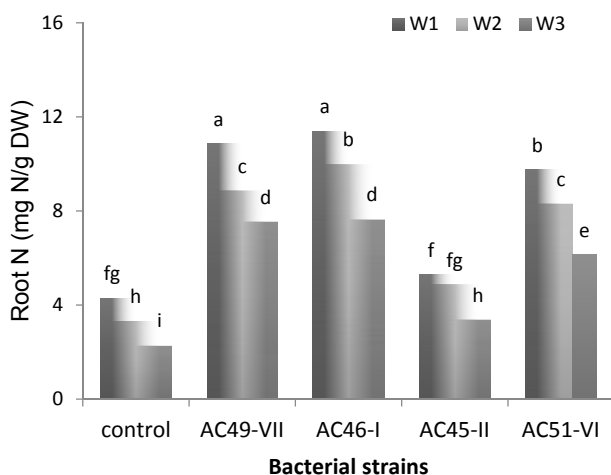 16
W1 W2 W3
12
8
4
0
Root N (mg N/g DW)
fg h i
a c d
a b d
f fg h
b c e
control AC49-VII AC46-I AC45-II AC51-VI
Bacterial strains